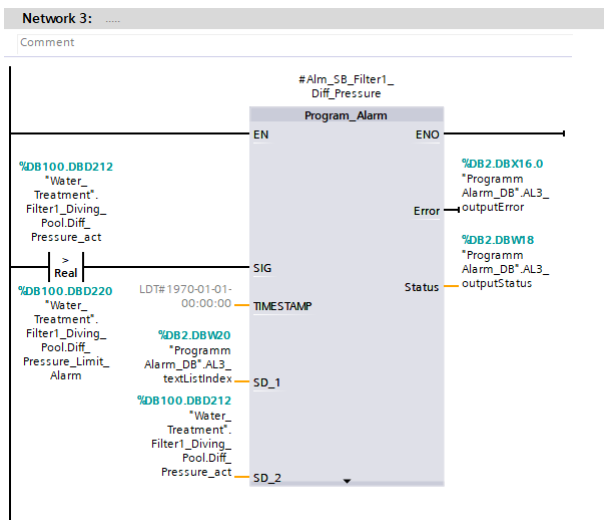 Network 3: .....
Comment
#Alm_SB_Filter1_
Diff_Pressure
Program_Alarm
EN
ENO
%DB100.DBD212
"Water_
Treatment".
Filter1_Diving_
Pool.Diff_
Pressure_act
>
Real
%DB100.DBD220
"Water_
Treatment".
Filter1_Diving_
Pool.Diff_
Pressure_Limit_
Alarm
SIG
LDT#1970-01-01-
00:00:00
TIMESTAMP
%DB2.DBW20
"Programm
Alarm_DB".AL3_
textListIndex
SD_1
%DB100.DBD212
"Water_
Treatment".
Filter1_Diving_
Pool.Diff_
Pressure_act
SD_2
%DB2.DBX16.0
"Programm
Alarm_DB".AL3_
outputError
Error
%DB2.DBW18
"Programm
Alarm_DB".AL3_
outputStatus
Status